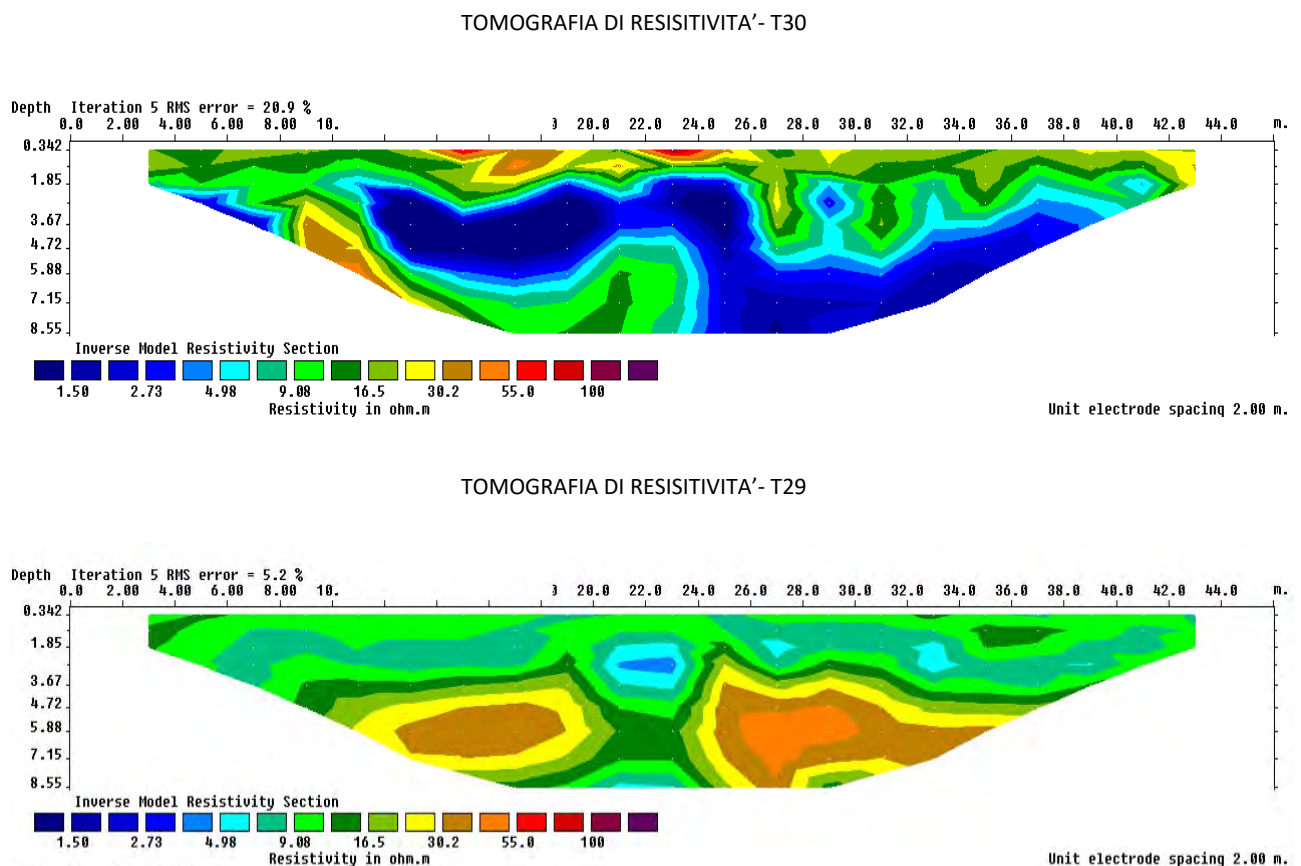 TOMOGRAFIA DI RESISITIVITA’- T30
Depth Iteration 5 RMS error = 20.9 %
0.0 2.00 4.00 6.00 8.00 10. 20.0 22.0 24.0 26.0 28.0 30.0 32.0 34.0 36.0 38.0 40.0 42.0 44.0 m.
0.342
1.85
3.67
4.72
5.88
7.15
8.55
Inverse Model Resistivity Section
1.50 2.73 4.98 9.08 16.5 30.2 55.0 100
Resistivity in ohm.m
Unit electrode spacing 2.00 m.
TOMOGRAFIA DI RESISITIVITA’- T29
Depth Iteration 5 RMS error = 5.2 %
0.0 2.00 4.00 6.00 8.00 10. 20.0 22.0 24.0 26.0 28.0 30.0 32.0 34.0 36.0 38.0 40.0 42.0 44.0 m.
0.342
1.85
3.67
4.72
5.88
7.15
8.55
Inverse Model Resistivity Section
1.50 2.73 4.98 9.08 16.5 30.2 55.0 100
Resistivity in ohm.m
Unit electrode spacing 2.00 m.